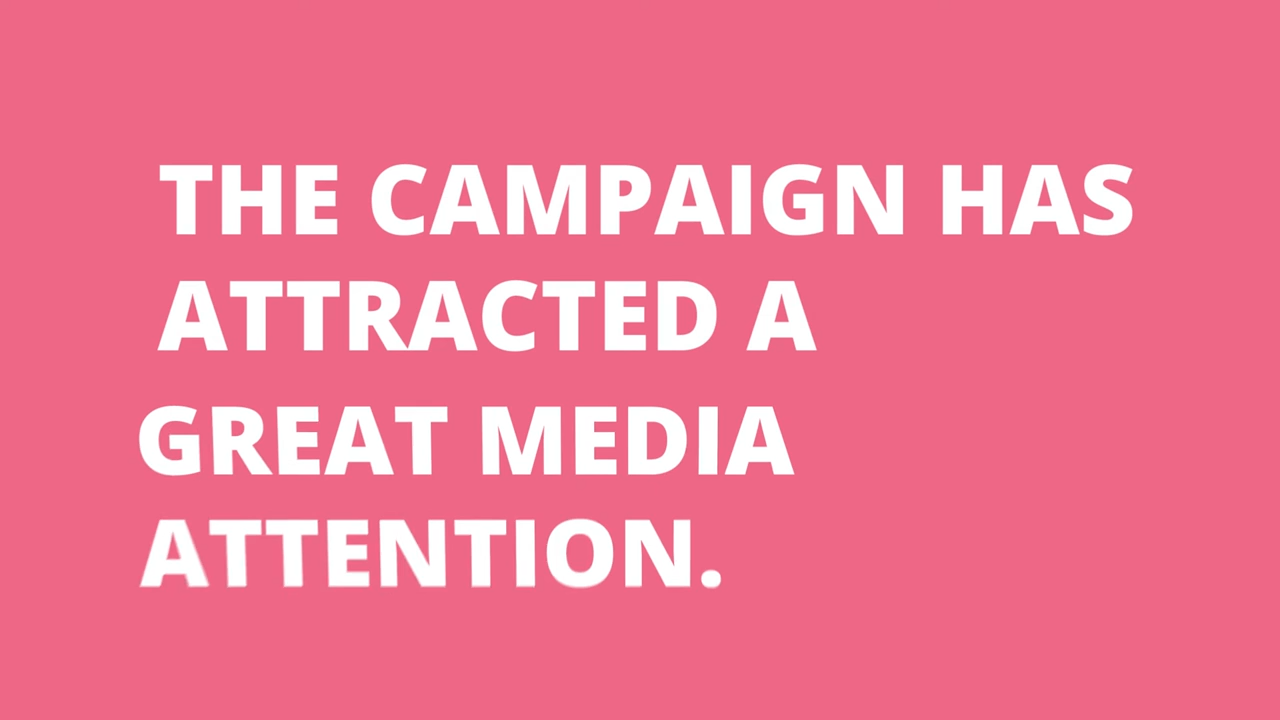 THE CAMPAIGN HAS
ATTRACTED A
GREAT MEDIA
ATTENTION.